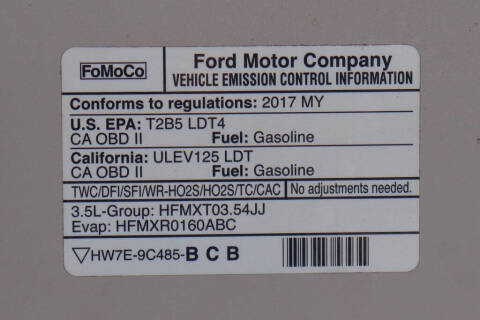 FoMoCo
Ford Motor Company
VEHICLE EMISSION CONTROL INFORMATION
Conforms to regulations: 2017 MY
U.S. EPA: T2B5 LDT4
CA OBD II Fuel: Gasoline
California: ULEV125 LDT
CA OBD II Fuel: Gasoline
TWC/DFI/SFI/WR-HO2S/HO2S/TC/CAC No adjustments needed.
3.5L-Group: HFMXT03.54JJ
Evap: HFMXR0160ABC
HW7E-9C485-B C B